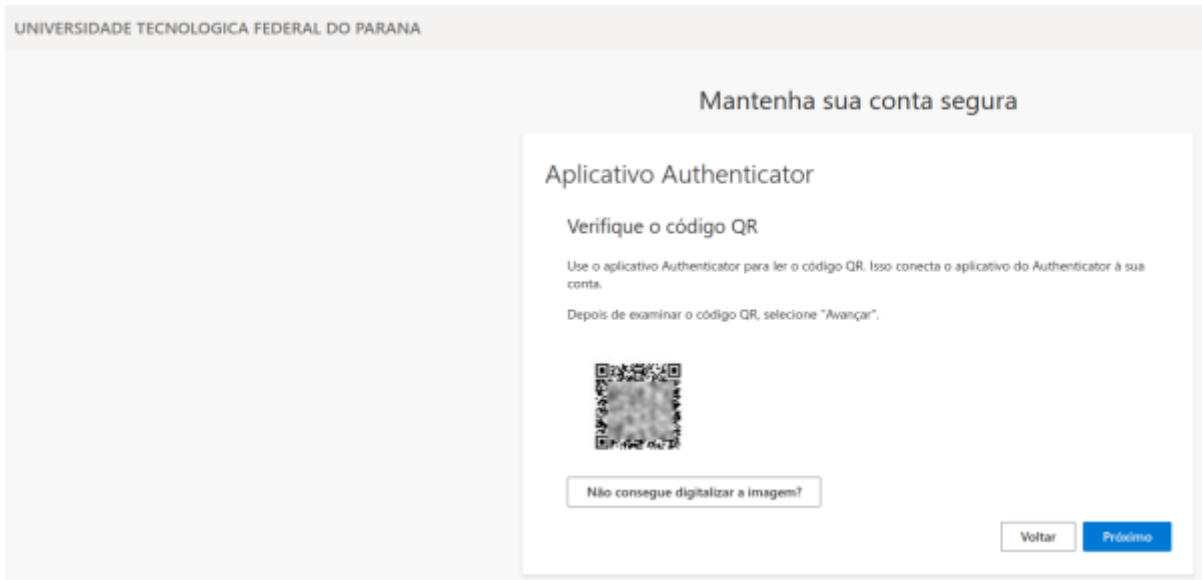 UNIVERSIDADE TECNOLOGICA FEDERAL DO PARANA
Mantenha sua conta segura
Aplicativo Authenticator
Verifique o código QR
Use o aplicativo Authenticator para ler o código QR. Isso conecta o aplicativo do Authenticator à sua
conta.
Depois de examinar o código QR, selecione "Avançar".
Não consegue digitalizar a imagem?
Voltar
Próximo